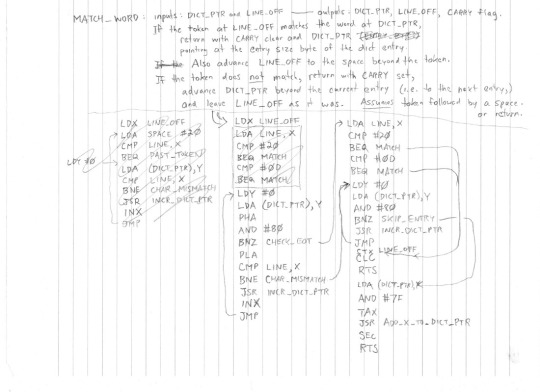 MATCH_WORD: inputs: DICT_PTR and LINE_OFF — outputs: DICT_PTR, LINE_OFF, CARRY flag.
If the token at LINE_OFF matches the word at DICT_PTR,
return with CARRY clear and DICT_PTR
pointing at the entry size byte of the dict entry.
If the Also advance LINE_OFF to the space beyond the token.
If the token does not match, return with CARRY set,
advance DICT_PTR beyond the current entry (i.e. to the next entry,)
and leave LINE_OFF as it was. Assumes token followed by a space.
or return.
LDX LINE_OFF
LDA SPACE #20
CMP LINE,X
BEQ PAST_TOKEN
LDY #0
LDA (DICT_PTR),Y
CMP LINE,X
BNE CHAR_MISMATCH
JSR INCR_DICT_PTR
INX
JMP
LDX LINE_OFF
LDA LINE,X
CMP #20
BEQ MATCH
CMP #0D
BEQ MATCH
LDY #0
LDA (DICT_PTR),Y
PHA
AND #80
BNZ CHECK_EOT
PLA
CMP LINE,X
BNE CHAR_MISMATCH
JSR INCR_DICT_PTR
INX
JMP
LDA LINE,X
CMP #20
BEQ MATCH
CMP #0D
BEQ MATCH
LDY #0
LDA (DICT_PTR),Y
AND #80
BNZ SKIP_ENTRY
JSR INCR_DICT_PTR
JMP
STX LINE_OFF
CLC
RTS
LDA (DICT_PTR)
AND #7F
TAX
JSR ADD_X_TO_DICT_PTR
SEC
RTS